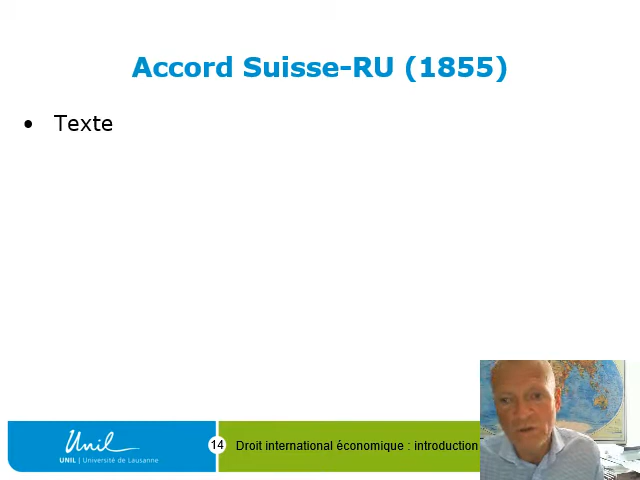 Accord Suisse-RU (1855)
• Texte
Unil
UNIL | Université de Lausanne
14
Droit international économique : introduction